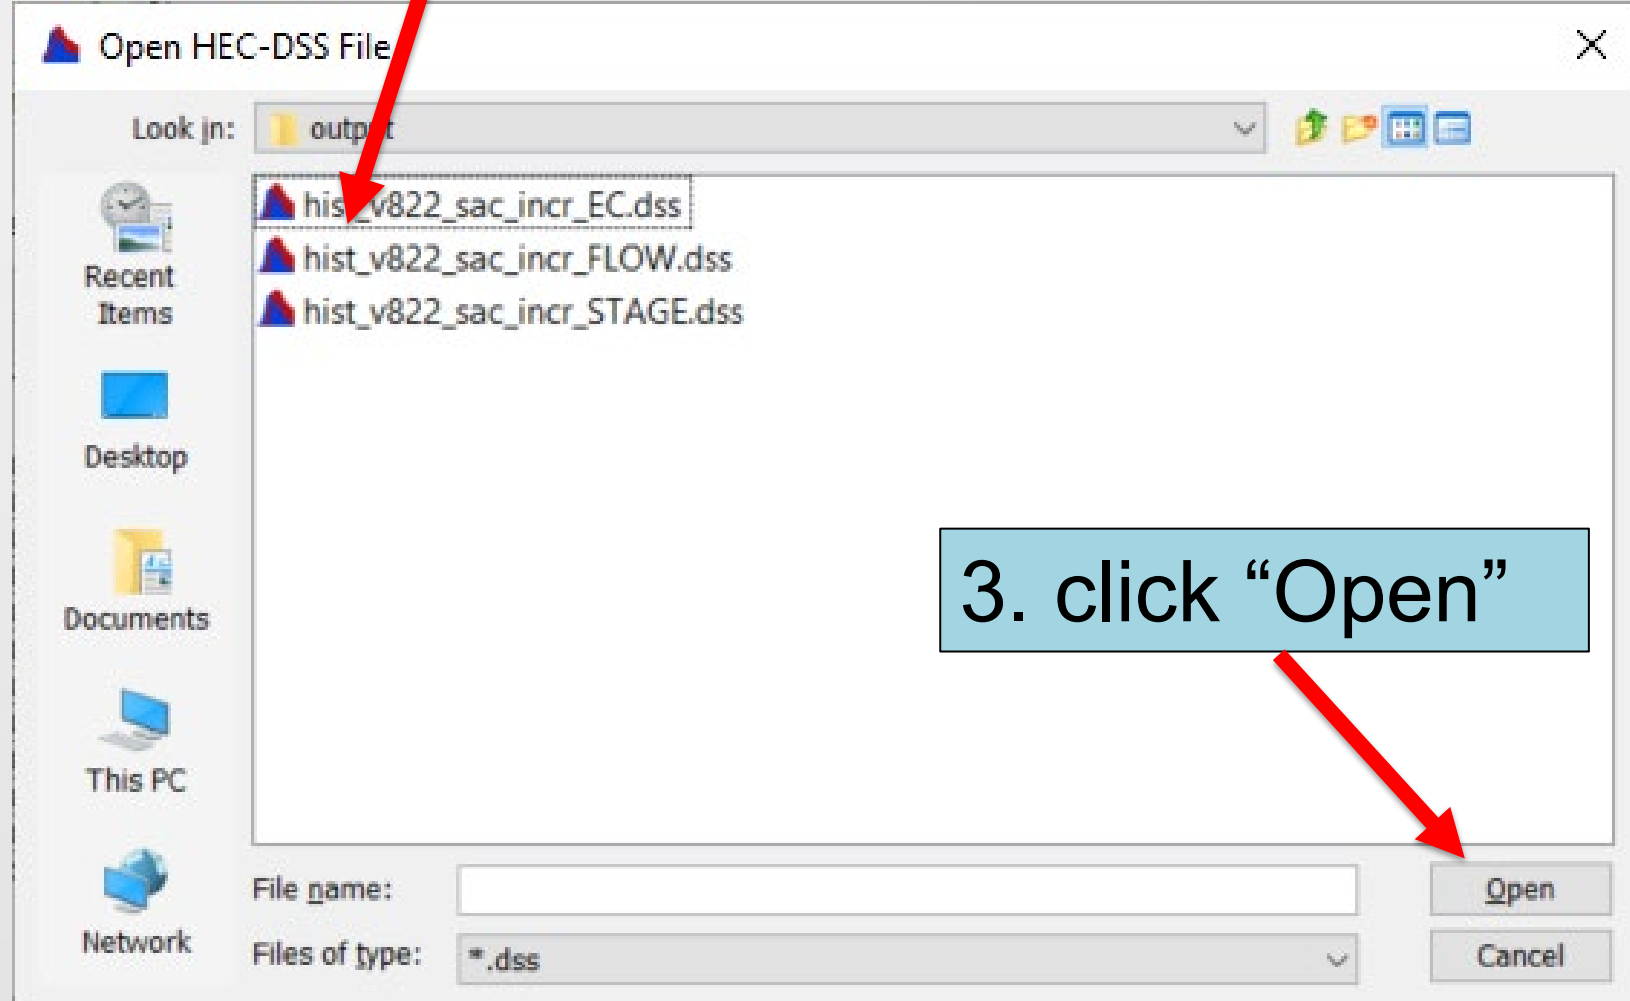 Open HEC-DSS File
Look in:
output
hist_v822_sac_incr_EC.dss
hist_v822_sac_incr_FLOW.dss
hist_v822_sac_incr_STAGE.dss
Recent
Items
Desktop
Documents
This PC
Network
3. click “Open”
File name:
Open
Files of type:
*.dss
Cancel